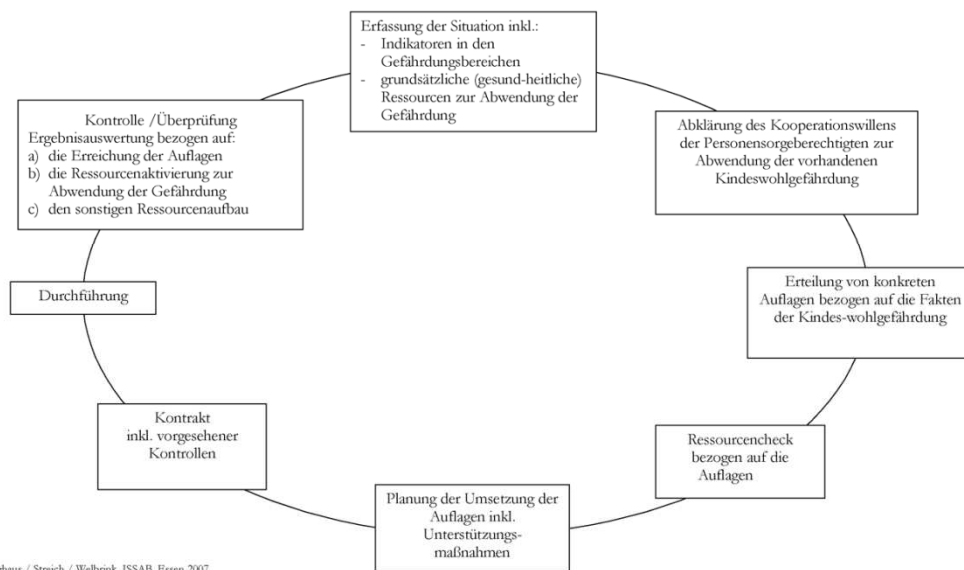 Erfassung der Situation inkl.:
- Indikatoren in den
Gefährdungsbereichen
- grundsätzliche (gesund-heitliche)
Ressourcen zur Abwendung der
Gefährdung
Abklärung des Kooperationswillens
der Personensorgeberechtigten zur
Abwendung der vorhandenen
Kindeswohlgefährdung
Erteilung von konkreten
Auflagen bezogen auf die Fakten
der Kindes-wohlgefährdung
Ressourcencheck
bezogen auf die
Auflagen
Planung der Umsetzung der
Auflagen inkl.
Unterstützungs-
maßnahmen
Kontrakt
inkl. vorgesehener
Kontrollen
Durchführung
Kontrolle /Überprüfung
Ergebnisauswertung bezogen auf:
a) die Erreichung der Auflagen
b) die Ressourcenaktivierung zur
Abwendung der Gefährdung
c) den sonstigen Ressourcenaufbau
/ Streich / Welbrink, ISSAB, Essen 2007